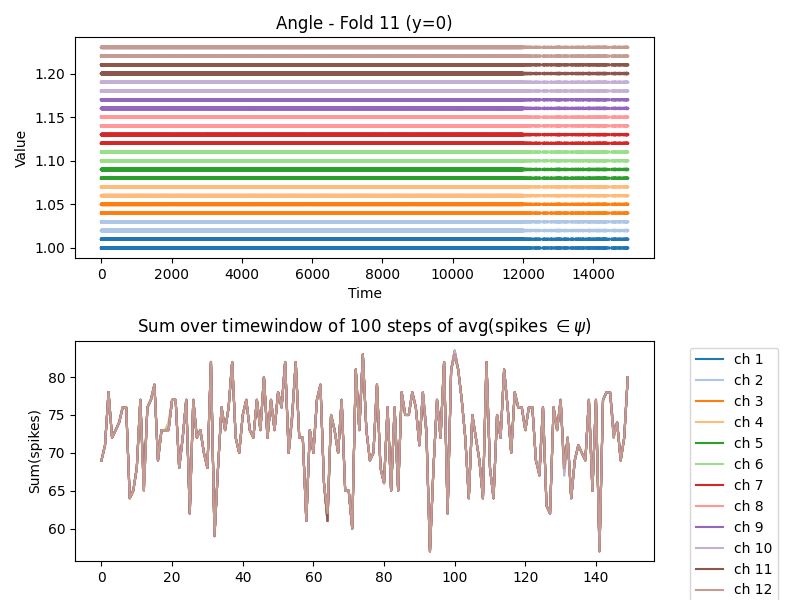 Angle - Fold 11 (y=0)
Value
1.20
1.15
1.10
1.05
1.00
0 2000 4000 6000 8000 10000 12000 14000
Time
Sum over timewindow of 100 steps of avg(spikes ∈ ψ)
Sum(spikes)
80
75
70
65
60
0 20 40 60 80 100 120 140
ch 1
ch 2
ch 3
ch 4
ch 5
ch 6
ch 7
ch 8
ch 9
ch 10
ch 11
ch 12